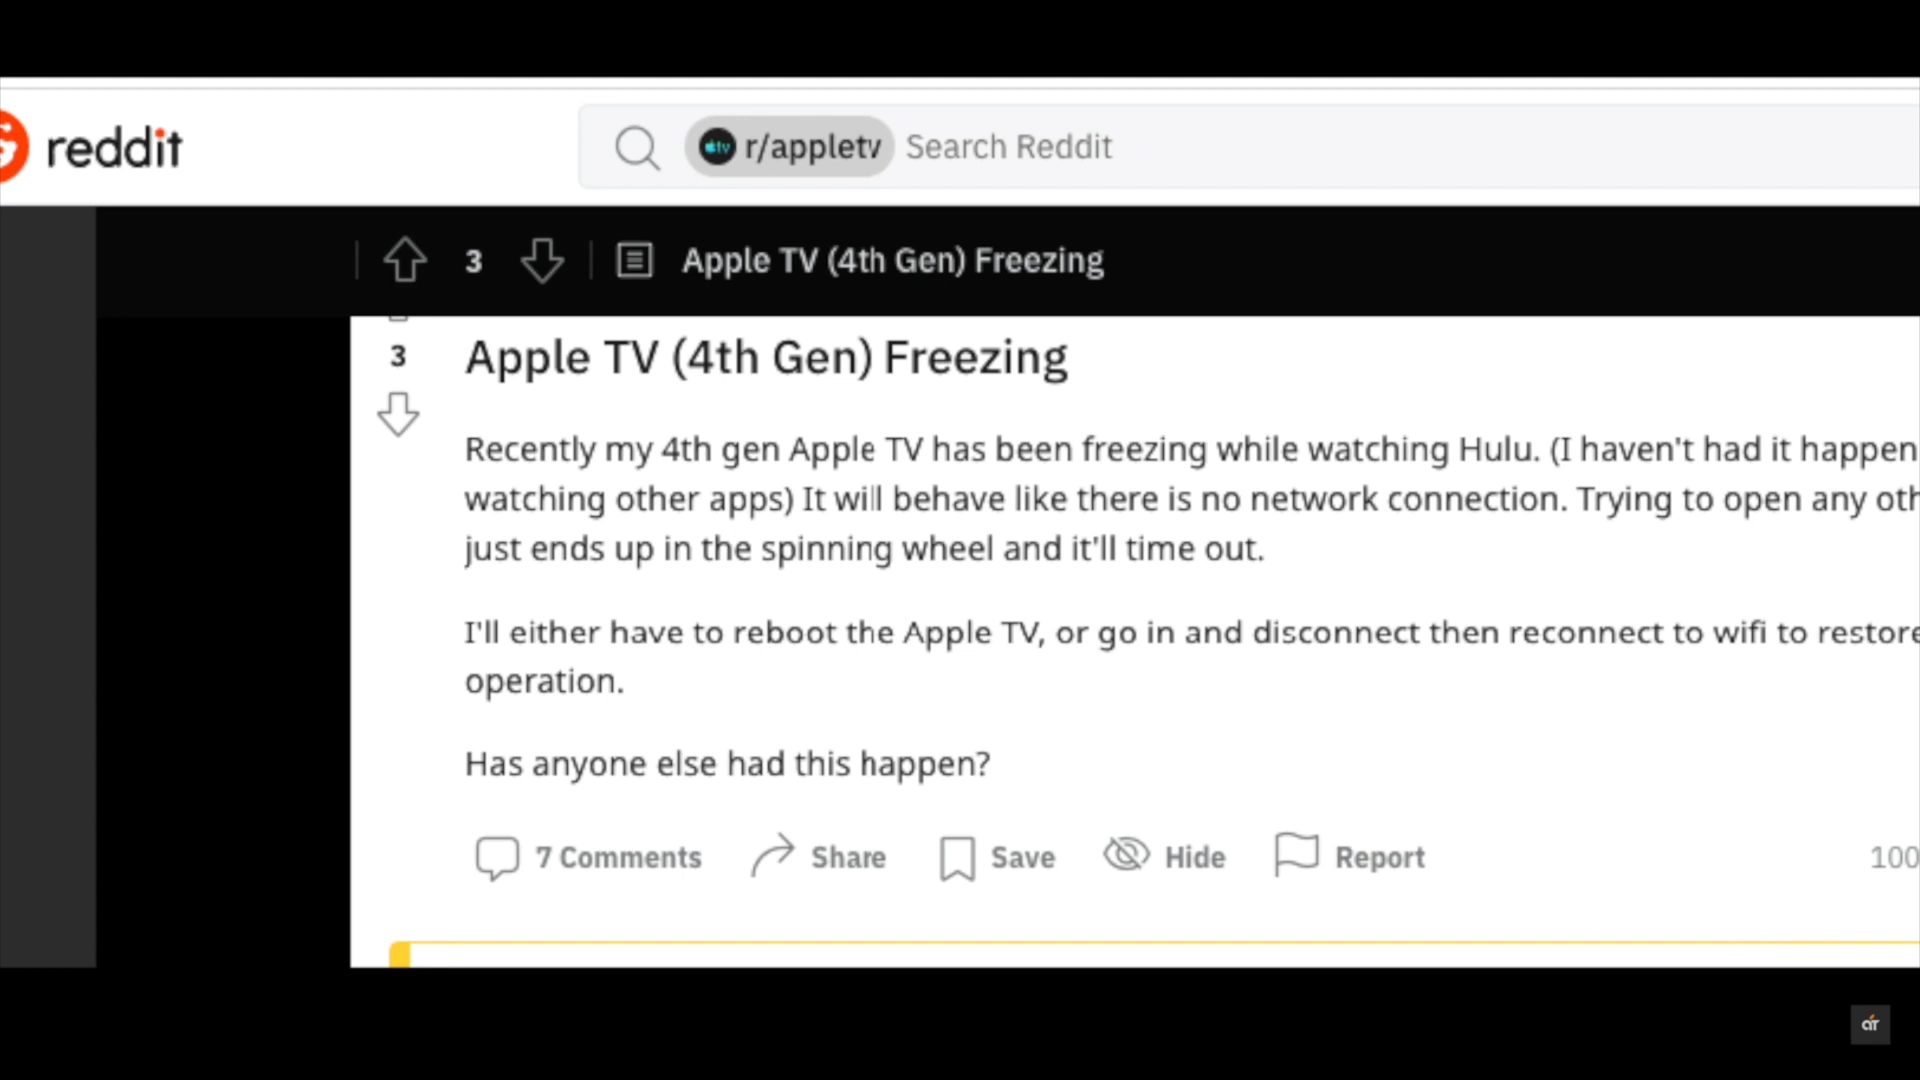 reddit
r/appletv Search Reddit
3 Apple TV (4th Gen) Freezing
3
Apple TV (4th Gen) Freezing
Recently my 4th gen Apple TV has been freezing while watching Hulu. (I haven't had it happen
watching other apps) It will behave like there is no network connection. Trying to open any oth
just ends up in the spinning wheel and it'll time out.
I'll either have to reboot the Apple TV, or go in and disconnect then reconnect to wifi to restore
operation.
Has anyone else had this happen?
7 Comments Share Save Hide Report 100